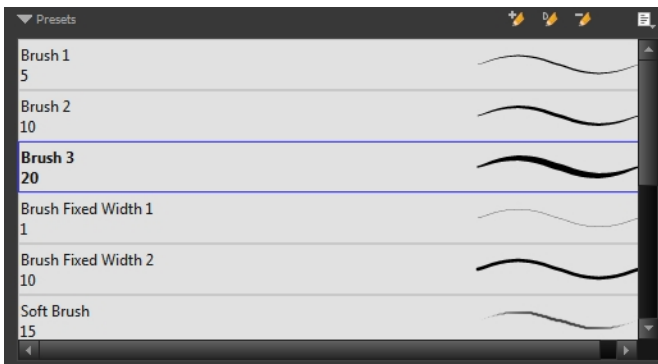 Presets
Brush 1
5
Brush 2
10
Brush 3
20
Brush Fixed Width 1
1
Brush Fixed Width 2
10
Soft Brush
15